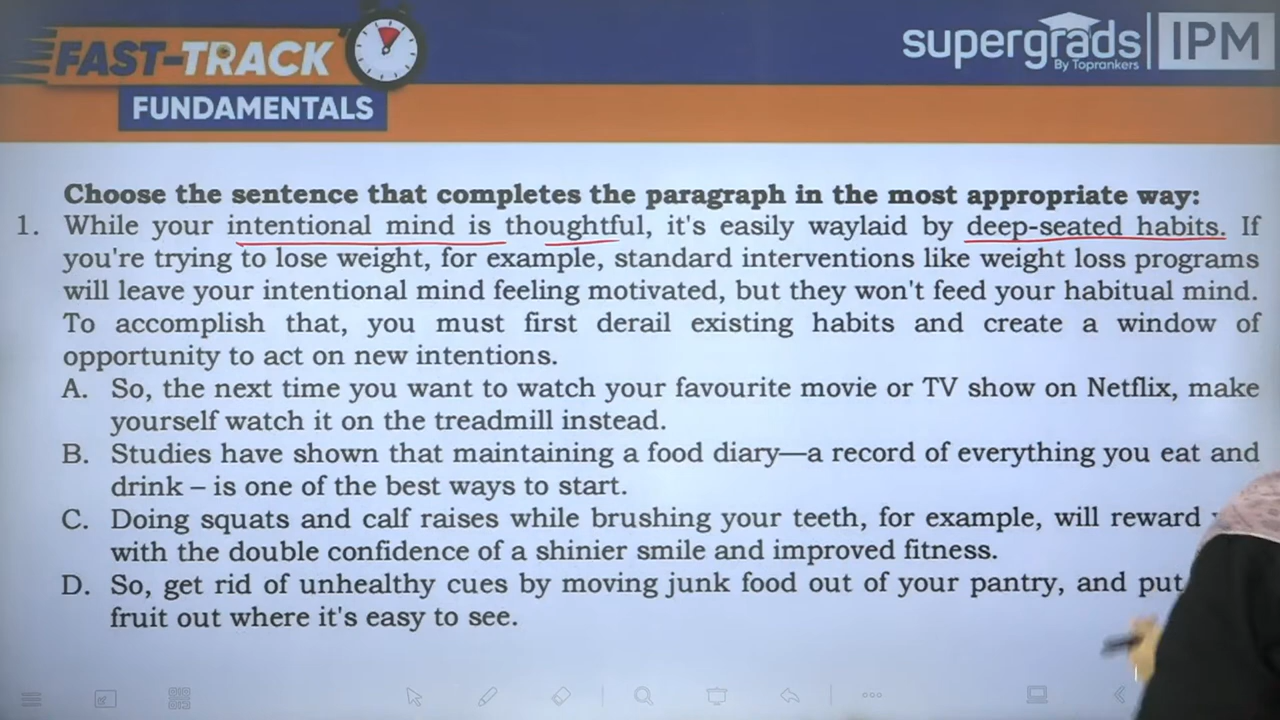 FAST-TRACK
FUNDAMENTALS
supergrads IPM
By Toprankers
Choose the sentence that completes the paragraph in the most appropriate way:
1. While your intentional mind is thoughtful, it's easily waylaid by deep-seated habits. If
you're trying to lose weight, for example, standard interventions like weight loss programs
will leave your intentional mind feeling motivated, but they won't feed your habitual mind.
To accomplish that, you must first derail existing habits and create a window of
opportunity to act on new intentions.
A. So, the next time you want to watch your favourite movie or TV show on Netflix, make
yourself watch it on the treadmill instead.
B. Studies have shown that maintaining a food diary—a record of everything you eat and
drink – is one of the best ways to start.
C. Doing squats and calf raises while brushing your teeth, for example, will reward
with the double confidence of a shinier smile and improved fitness.
D. So, get rid of unhealthy cues by moving junk food out of your pantry, and put
fruit out where it's easy to see.